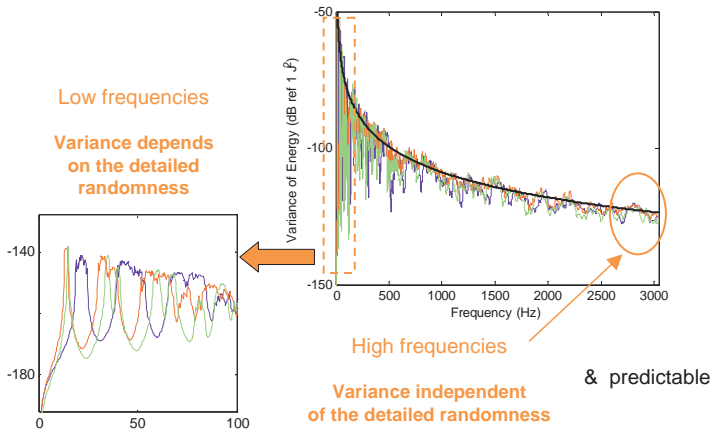 -50
-100
-150
Variance of Energy (dB ref 1 J²)
0 500 1000 1500 2000 2500 3000
Frequency (Hz)
Low frequencies
Variance depends
on the detailed
randomness
-140
-160
-180
0 50 100
High frequencies
Variance independent
of the detailed randomness
& predictable